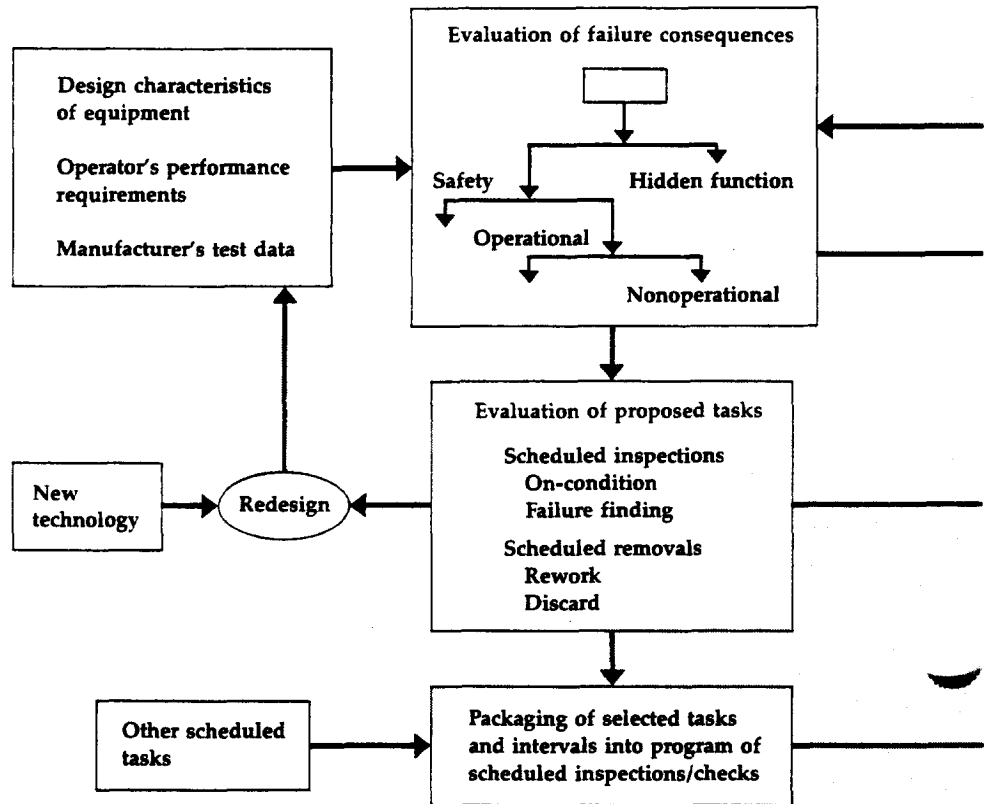 Evaluation of failure consequences
Design characteristics
of equipment
Operator's performance
requirements
Manufacturer's test data
Safety
Hidden function
Operational
Nonoperational
Evaluation of proposed tasks
Scheduled inspections
On-condition
Failure finding
Scheduled removals
Rework
Discard
New
technology
Redesign
Other scheduled
tasks
Packaging of selected tasks
and intervals into program of
scheduled inspections/checks